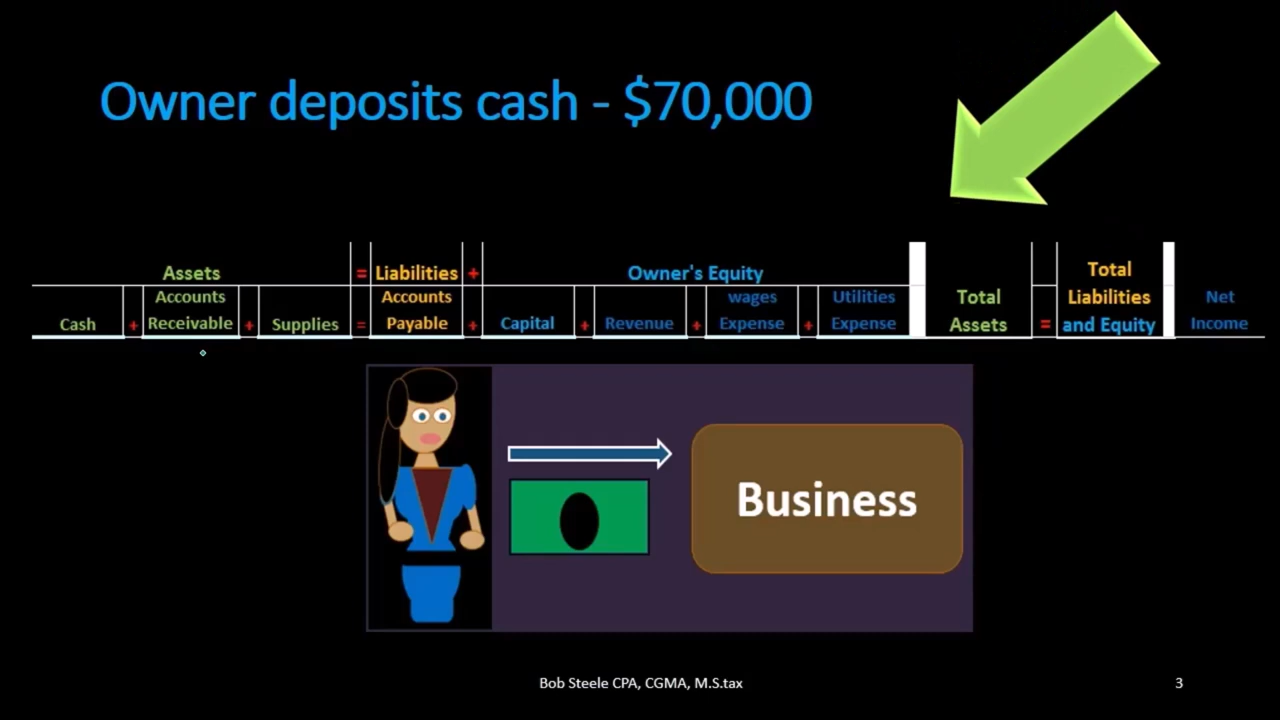 Owner deposits cash - $70,000
Assets = Liabilities + Owner's Equity Total
Accounts Accounts wages Utilities Total Liabilities Net
Cash + Receivable + Supplies = Payable + Capital + Revenue + Expense + Expense Assets = and Equity Income
Business
Bob Steele CPA, CGMA, M.S.tax
3